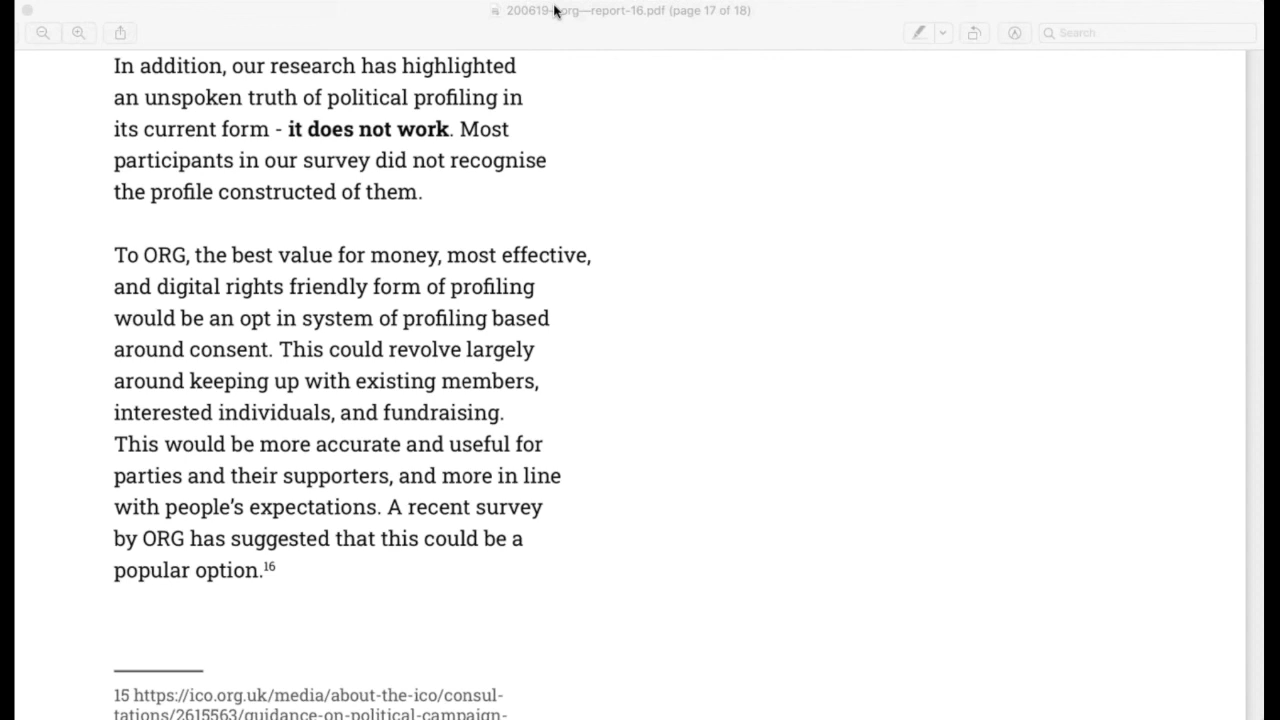 org—report-16.pdf (page 17 of 18)
Search
In addition, our research has highlighted
an unspoken truth of political profiling in
its current form - it does not work. Most
participants in our survey did not recognise
the profile constructed of them.
To ORG, the best value for money, most effective,
and digital rights friendly form of profiling
would be an opt in system of profiling based
around consent. This could revolve largely
around keeping up with existing members,
interested individuals, and fundraising.
This would be more accurate and useful for
parties and their supporters, and more in line
with people’s expectations. A recent survey
by ORG has suggested that this could be a
popular option.16
15 https://ico.org.uk/media/about-the-ico/consul-
tations/2615563/guidance-on-political-campaign-